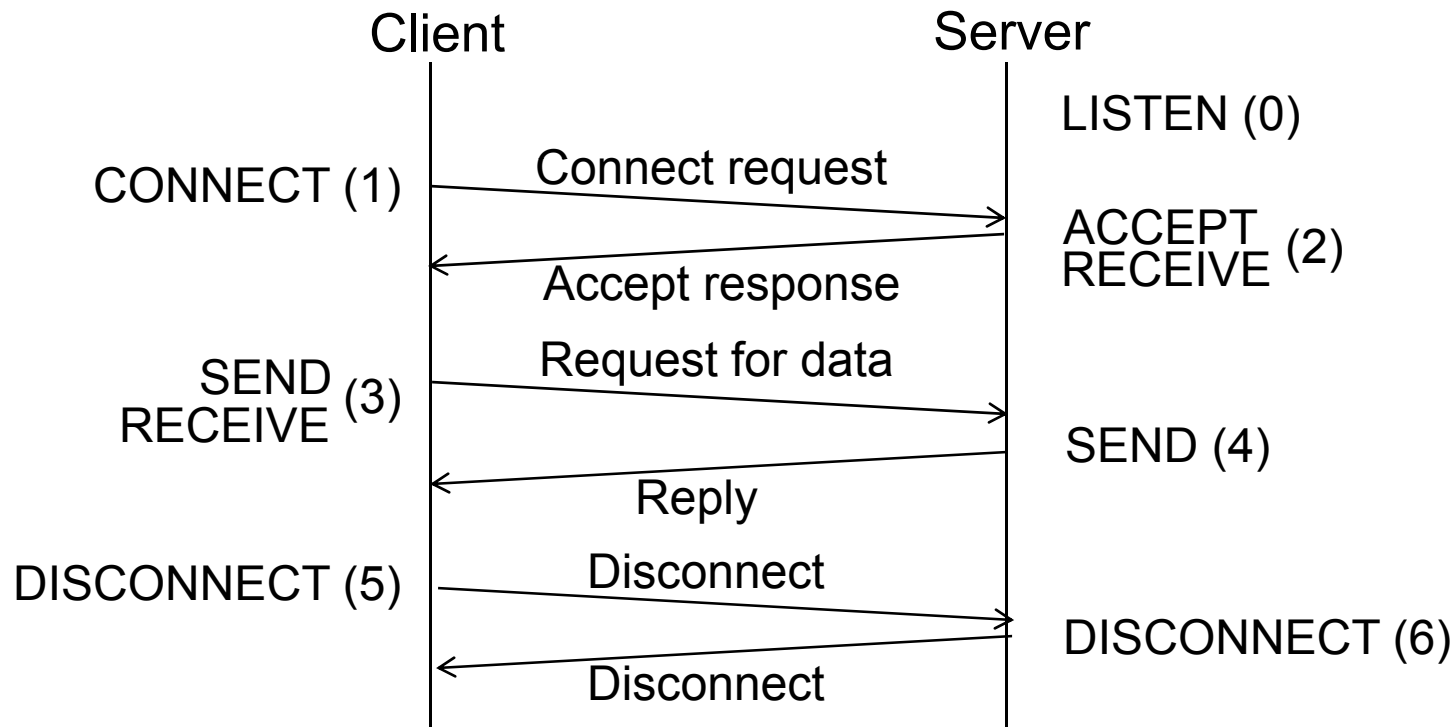 Client
Server
LISTEN (0)
Connect request
CONNECT (1)
ACCEPT
RECEIVE (2)
Accept response
Request for data
SEND
RECEIVE (3)
SEND (4)
Reply
Disconnect
DISCONNECT (5)
DISCONNECT (6)
Disconnect